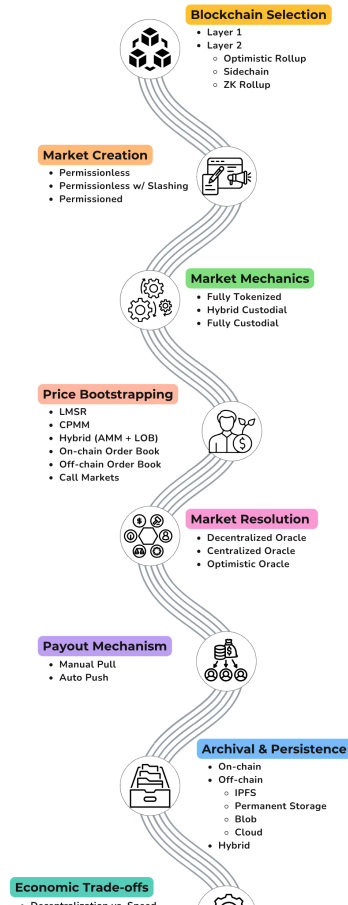 Blockchain Selection
Layer 1
Layer 2
Optimistic Rollup
Sidechain
ZK Rollup
Market Creation
Permissionless
Permissionless w/ Slashing
Permissioned
Market Mechanics
Fully Tokenized
Hybrid Custodial
Fully Custodial
Price Bootstrapping
LMSR
CPMM
Hybrid (AMM + LOB)
On-chain Order Book
Off-chain Order Book
Call Markets
Market Resolution
Decentralized Oracle
Centralized Oracle
Optimistic Oracle
Payout Mechanism
Manual Pull
Auto Push
Archival & Persistence
On-chain
Off-chain
IPFS
Permanent Storage
Blob
Cloud
Hybrid
Economic Trade-offs
Decentralization vs. Speed